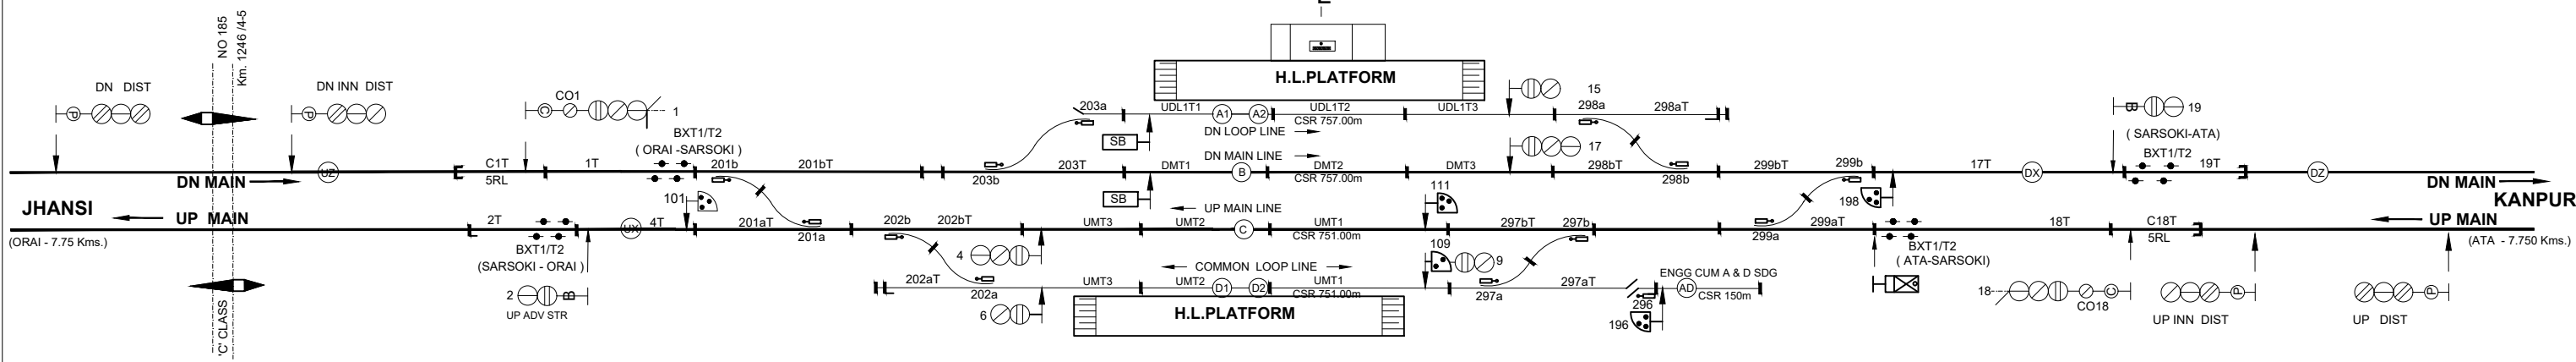 NO 185
Km. 1246 /4-5
H.L.PLATFORM
DN DIST
DN INN DIST
P
P
C
CO1
1
BXT1/T2
( ORAI -SARSOKI )
203a
UDL1T1
A1
A2
UDL1T2
UDL1T3
CSR 757.00m
DN LOOP LINE
15
298a
298aT
B
19
( SARSOKI-ATA)
BXT1/T2
SB
DN MAIN LINE
17
C1T
5RL
1T
201b
201bT
203b
203T
DMT1
B
DMT2
CSR 757.00m
DMT3
298bT
298b
299bT
299b
17T
DX
19T
DZ
UZ
DN MAIN
DN MAIN
JHANSI
UP MAIN
KANPUR
UP MAIN
(ORAI - 7.75 Kms.)
(ATA - 7.750 Kms.)
101
SB
UP MAIN LINE
111
198
2T
UX
4T
201aT
201a
202b
202bT
UMT3
UMT2
C
UMT1
CSR 751.00m
297bT
297b
299a
299aT
18T
C18T
5RL
BXT1/T2
(SARSOKI - ORAI )
BXT1/T2
( ATA-SARSOKI)
4
109
9
COMMON LOOP LINE
ENGG CUM A & D SDG
202aT
202a
UMT3
UMT2
D1
D2
UMT1
CSR 751.00m
297a
297aT
296
AD
CSR 150m
2
B
UP ADV STR
6
H.L.PLATFORM
196
18
C
CO18
P
UP INN DIST
P
UP DIST
'C' CLASS